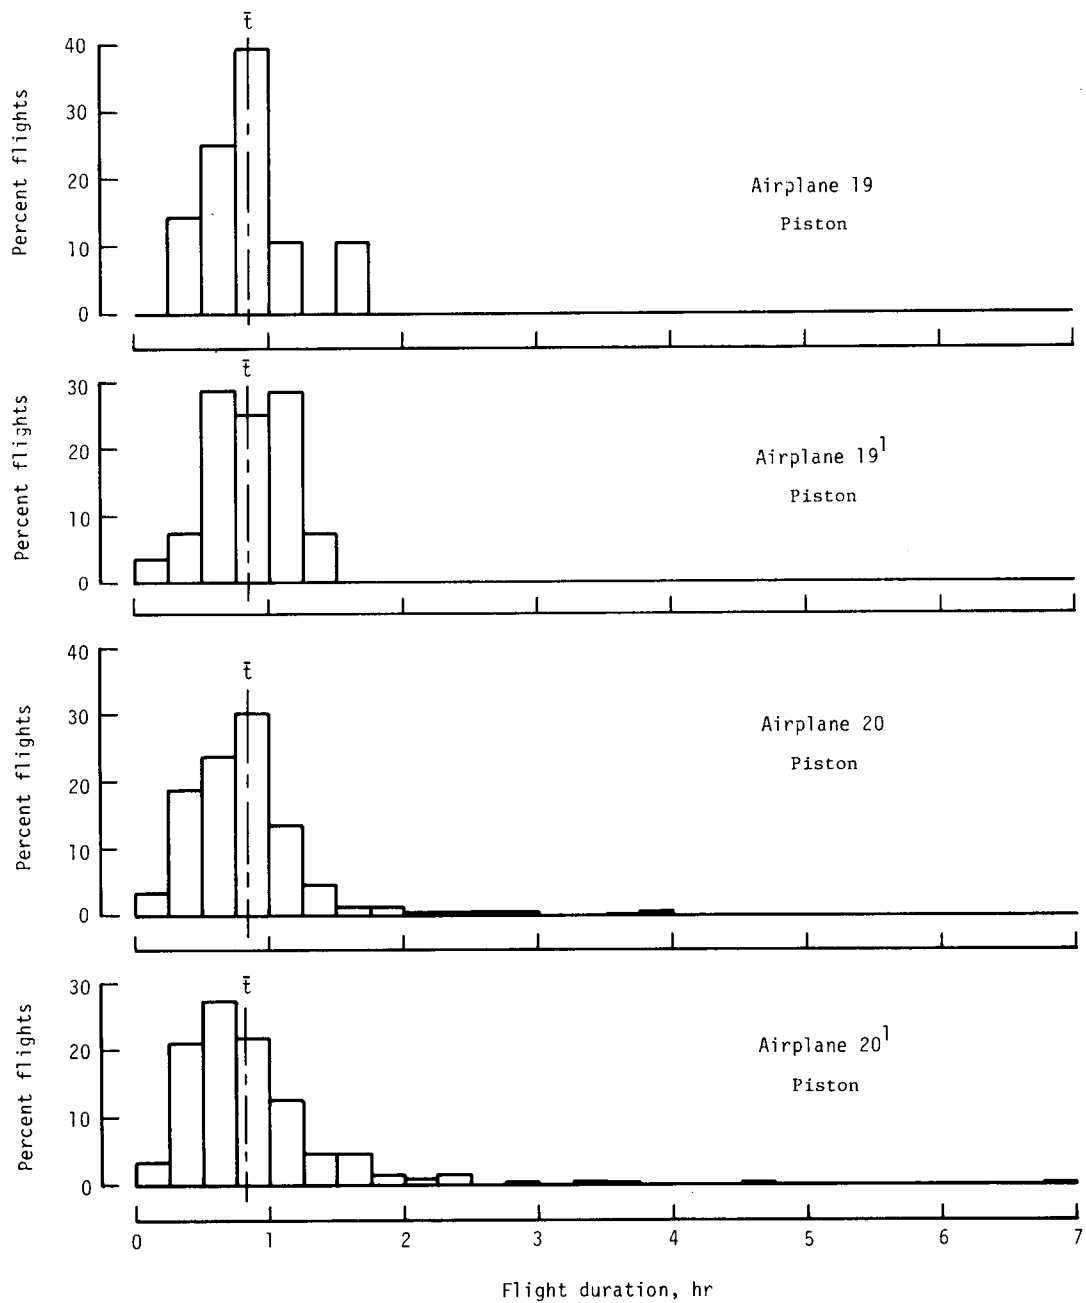 t̄
40
30
20
10
0
Percent flights
Airplane 19
Piston
t̄
30
20
10
0
Percent flights
Airplane 19¹
Piston
t̄
40
30
20
10
0
Percent flights
Airplane 20
Piston
t̄
30
20
10
0
Percent flights
Airplane 20¹
Piston
0 1 2 3 4 5 6 7
Flight duration, hr